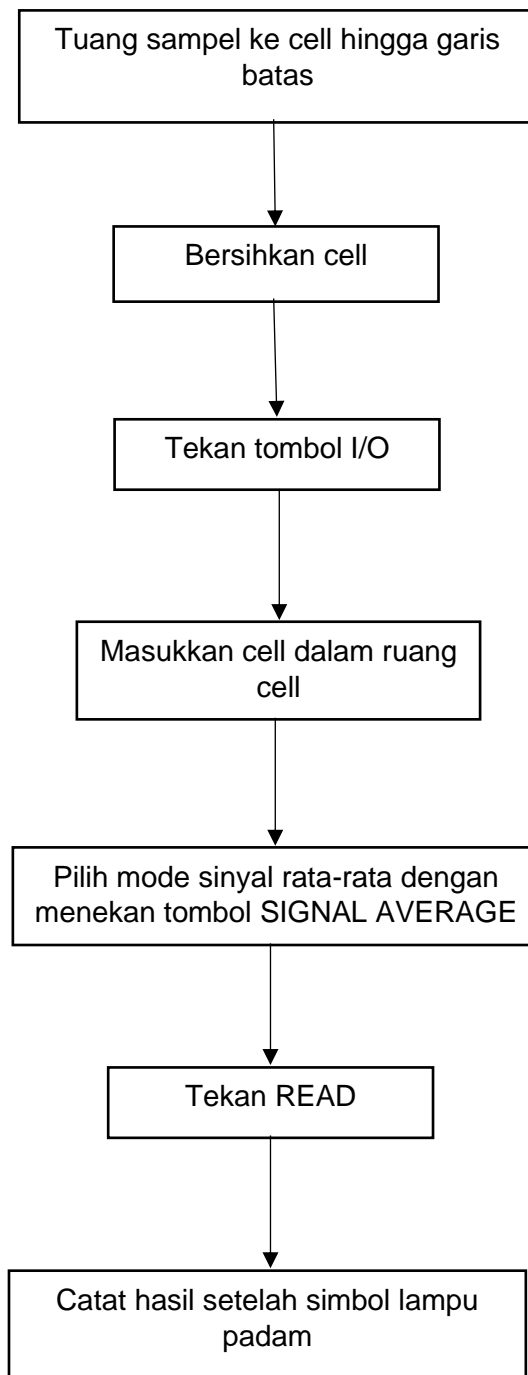 Tuang sampel ke cell hingga garis
batas
Bersihkan cell
Tekan tombol I/O
Masukkan cell dalam ruang
cell
Pilih mode sinyal rata-rata dengan
menekan tombol SIGNAL AVERAGE
Tekan READ
Catat hasil setelah simbol lampu
padam